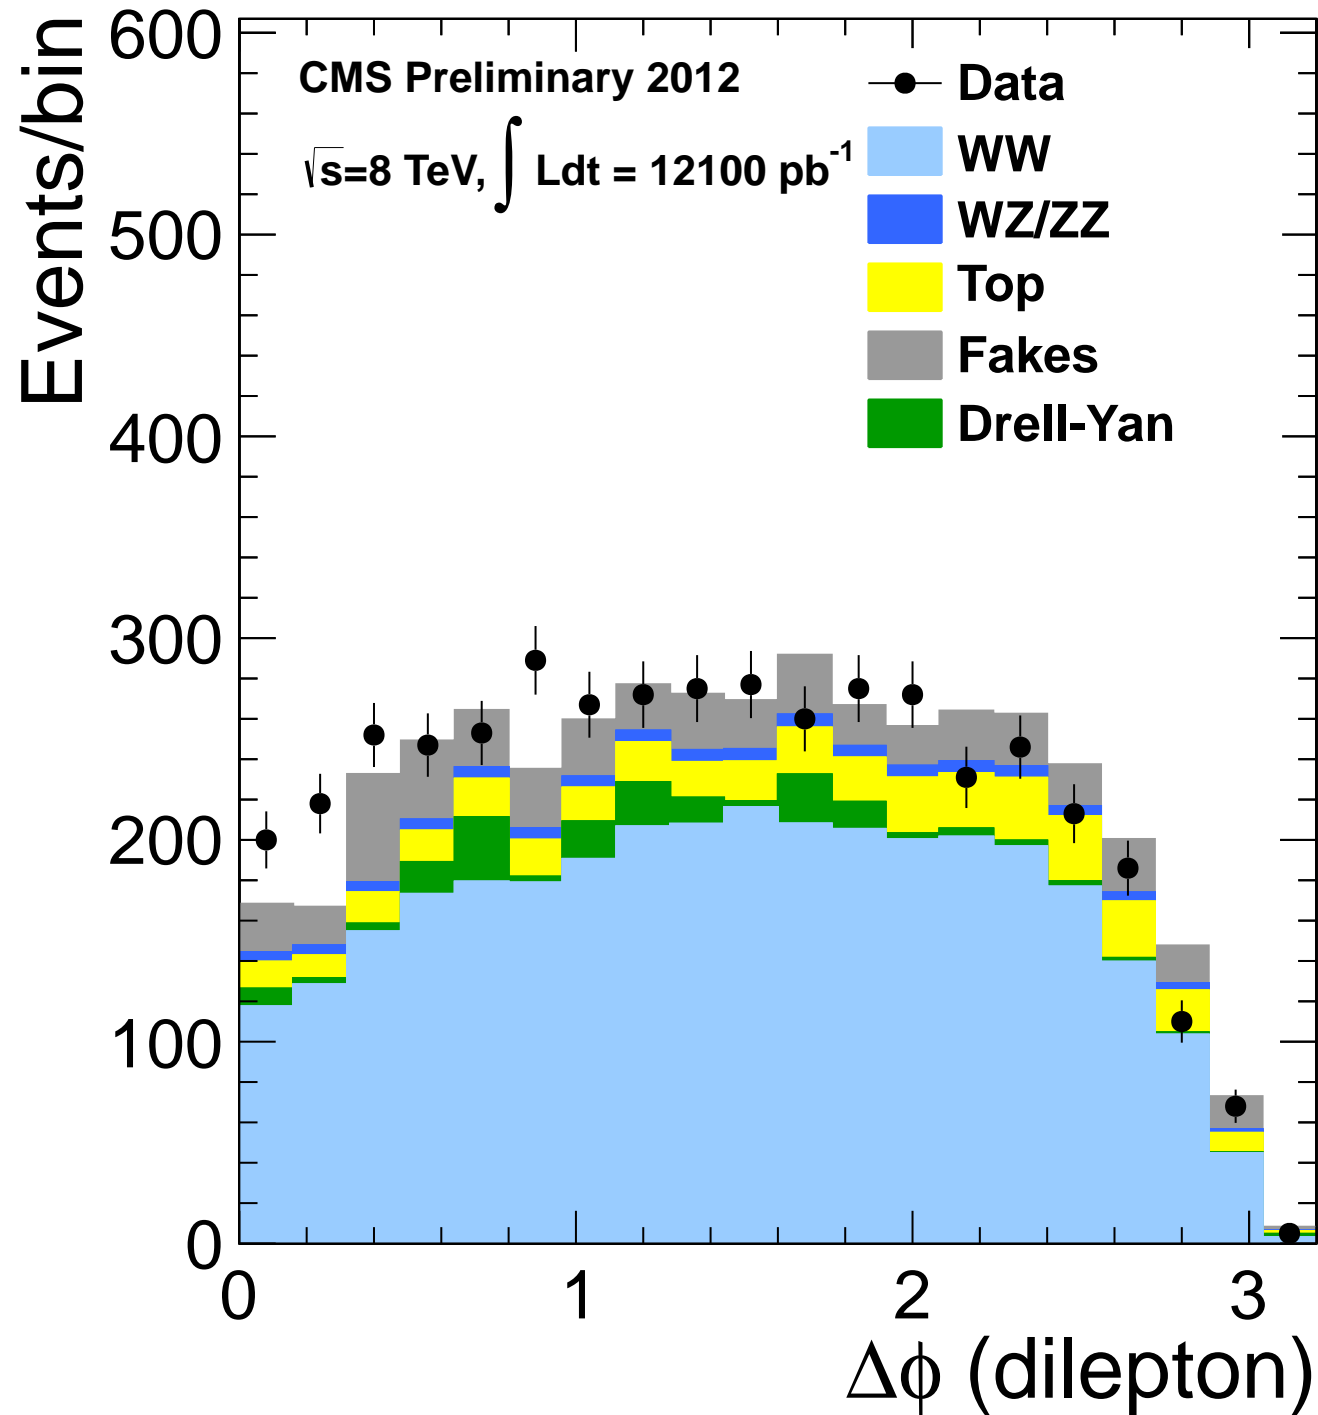 Events/bin
600
500
400
300
200
100
0
CMS Preliminary 2012
√s=8 TeV, ∫ Ldt = 12100 pb⁻¹
Data
WW
WZ/ZZ
Top
Fakes
Drell-Yan
0 1 2 3
Δϕ (dilepton)